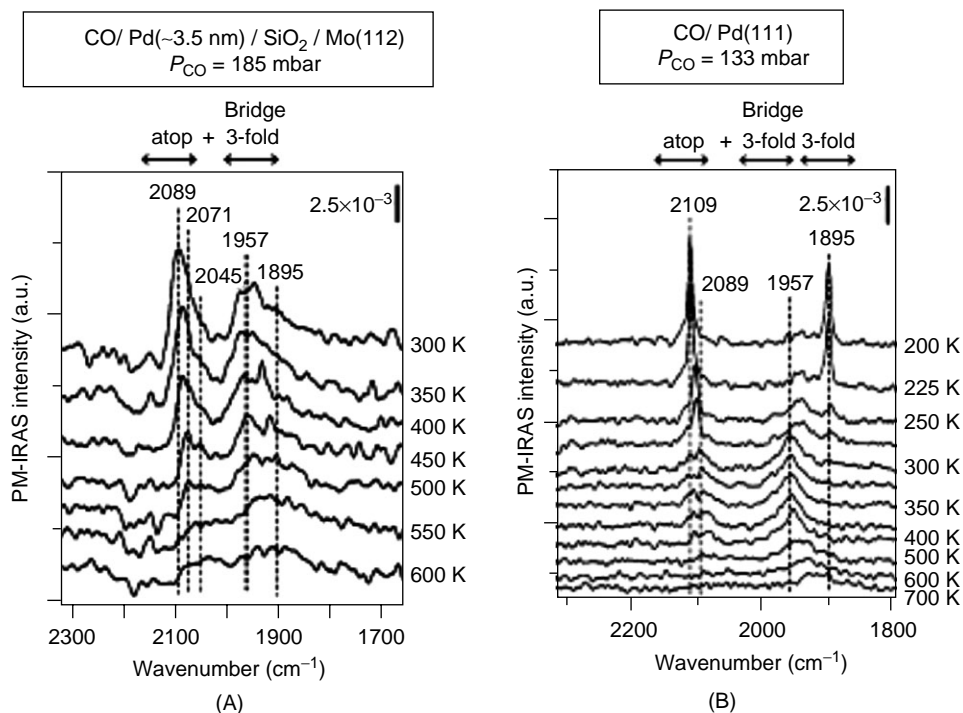 CO/ Pd(~3.5 nm) / SiO₂ / Mo(112)
P_CO = 185 mbar
Bridge
atop + 3-fold
2089
2071
1957
2.5×10⁻³
2045
1895
300 K
350 K
400 K
450 K
500 K
550 K
600 K
PM-IRAS intensity (a.u.)
2300 2100 1900 1700
Wavenumber (cm⁻¹)
(A)
CO/ Pd(111)
P_CO = 133 mbar
Bridge
atop + 3-fold 3-fold
2109
2.5×10⁻³
2089
1957
1895
200 K
225 K
250 K
300 K
350 K
400 K
500 K
600 K
700 K
PM-IRAS intensity (a.u.)
2200 2000 1800
Wavenumber (cm⁻¹)
(B)